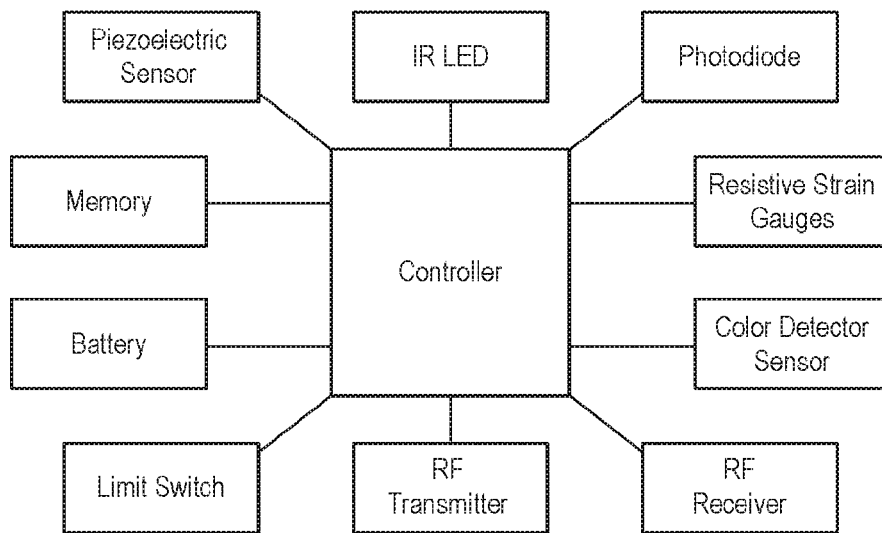 Piezoelectric
Sensor
IR LED
Photodiode
Memory
Resistive Strain
Gauges
Controller
Battery
Color Detector
Sensor
Limit Switch
RF
Transmitter
RF
Receiver